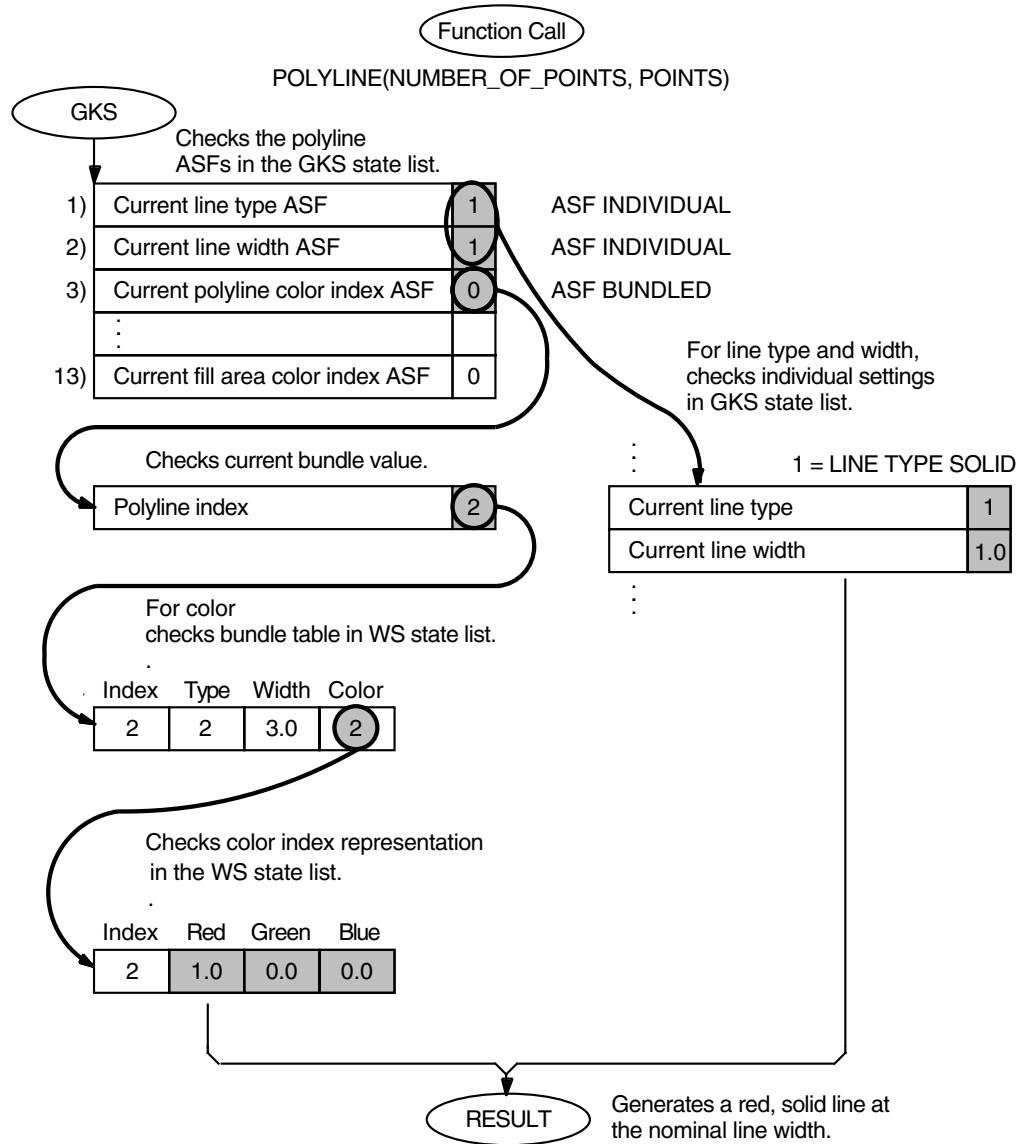 Function Call
POLYLINE(NUMBER_OF_POINTS, POINTS)
GKS
Checks the polyline
ASFs in the GKS state list.
1) Current line type ASF 1 ASF INDIVIDUAL
2) Current line width ASF 1 ASF INDIVIDUAL
3) Current polyline color index ASF 0 ASF BUNDLED
13) Current fill area color index ASF 0
For line type and width,
checks individual settings
in GKS state list.
Checks current bundle value.
1 = LINE TYPE SOLID
Polyline index 2
Current line type 1
Current line width 1.0
For color
checks bundle table in WS state list.
Index Type Width Color
2 2 3.0 2
Checks color index representation
in the WS state list.
Index Red Green Blue
2 1.0 0.0 0.0
RESULT
Generates a red, solid line at
the nominal line width.